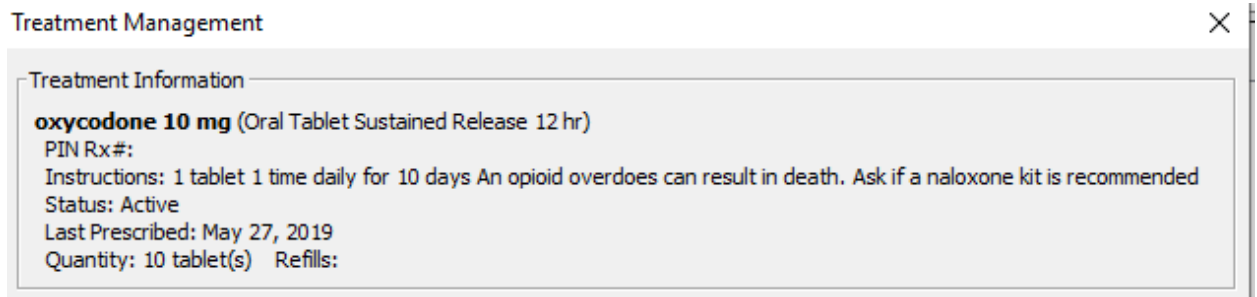 Treatment Management
Treatment Information
oxycodone 10 mg (Oral Tablet Sustained Release 12 hr)
PIN Rx#:
Instructions: 1 tablet 1 time daily for 10 days An opioid overdoes can result in death. Ask if a naloxone kit is recommended
Status: Active
Last Prescribed: May 27, 2019
Quantity: 10 tablet(s) Refills: